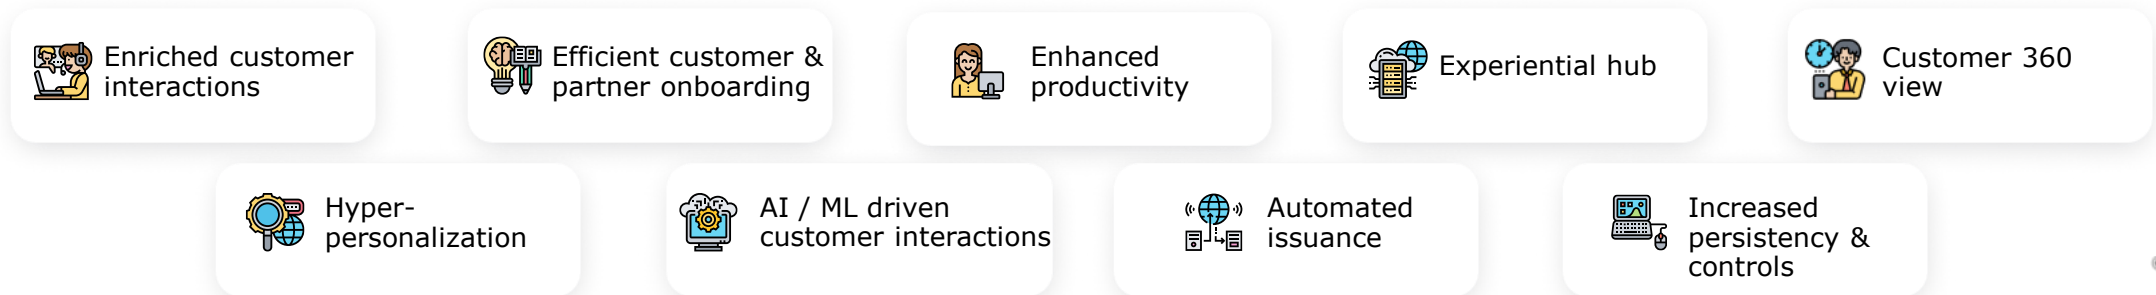 Enriched customer
interactions
Efficient customer &
partner onboarding
Enhanced
productivity
Experiential hub
Customer 360
view
Hyper-
personalization
AI / ML driven
customer interactions
Automated
issuance
Increased
persistency &
controls